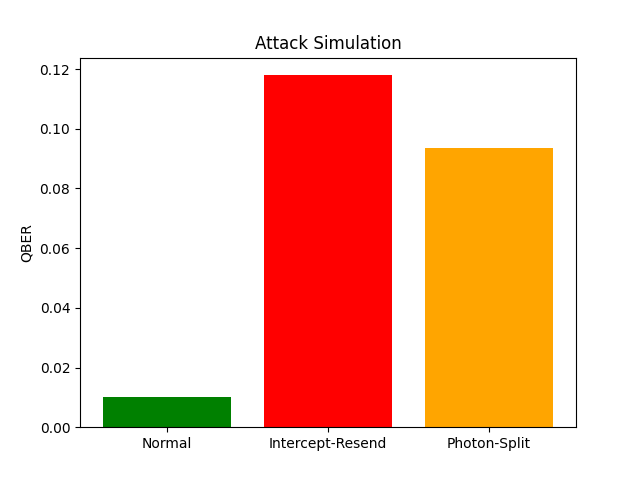 Attack Simulation
0.12
0.10
0.08
0.06
0.04
0.02
0.00
QBER
Normal
Intercept-Resend
Photon-Split